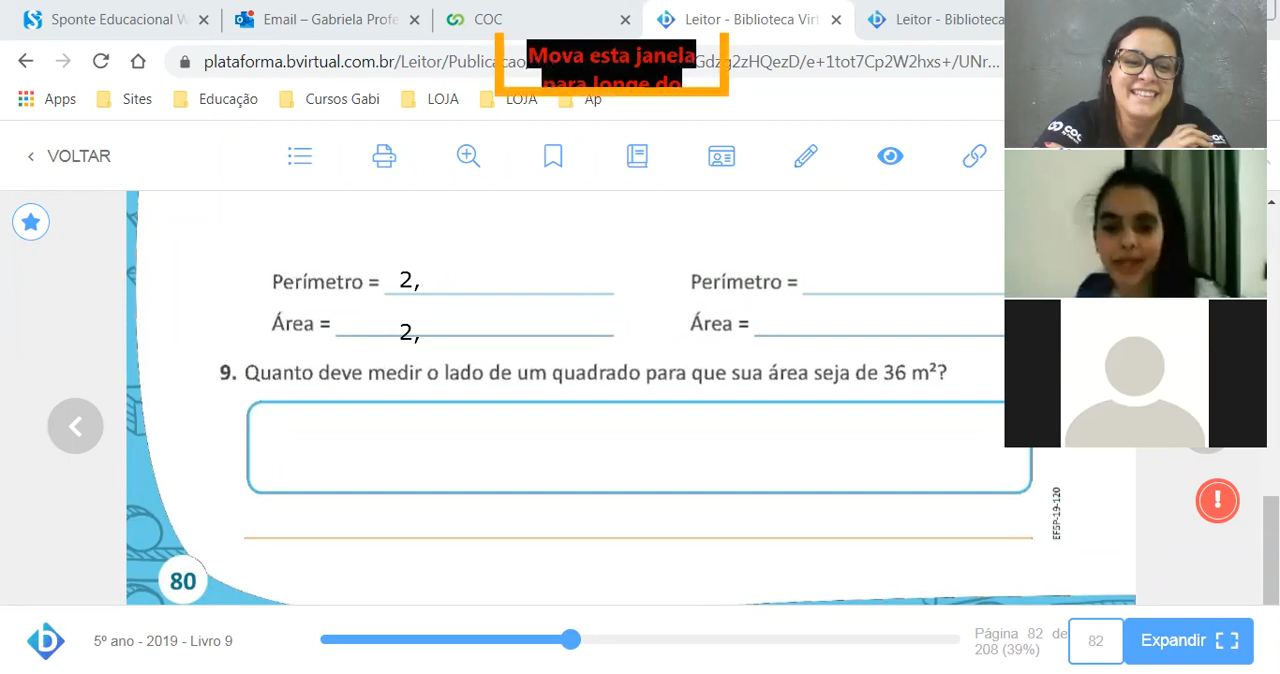 Sponte Educacional W
Email – Gabriela Profe
COC
Leitor - Biblioteca Virt
Leitor - Biblioteca
plataforma.bvirtual.com.br/Leitor/Publicacao
Gdzg2zHQezD/e+1tot7Cp2W2hxs+/UNr...
Mova esta janela
para longe do
Apps
Sites
Educação
Cursos Gabi
LOJA
LOJA
Ap
VOLTAR
Perímetro = 2,
Perímetro =
Área = 2,
Área =
9. Quanto deve medir o lado de um quadrado para que sua área seja de 36 m²?
EF5P-19-120
80
5º ano - 2019 - Livro 9
Página 82 de
208 (39%)
82
Expandir